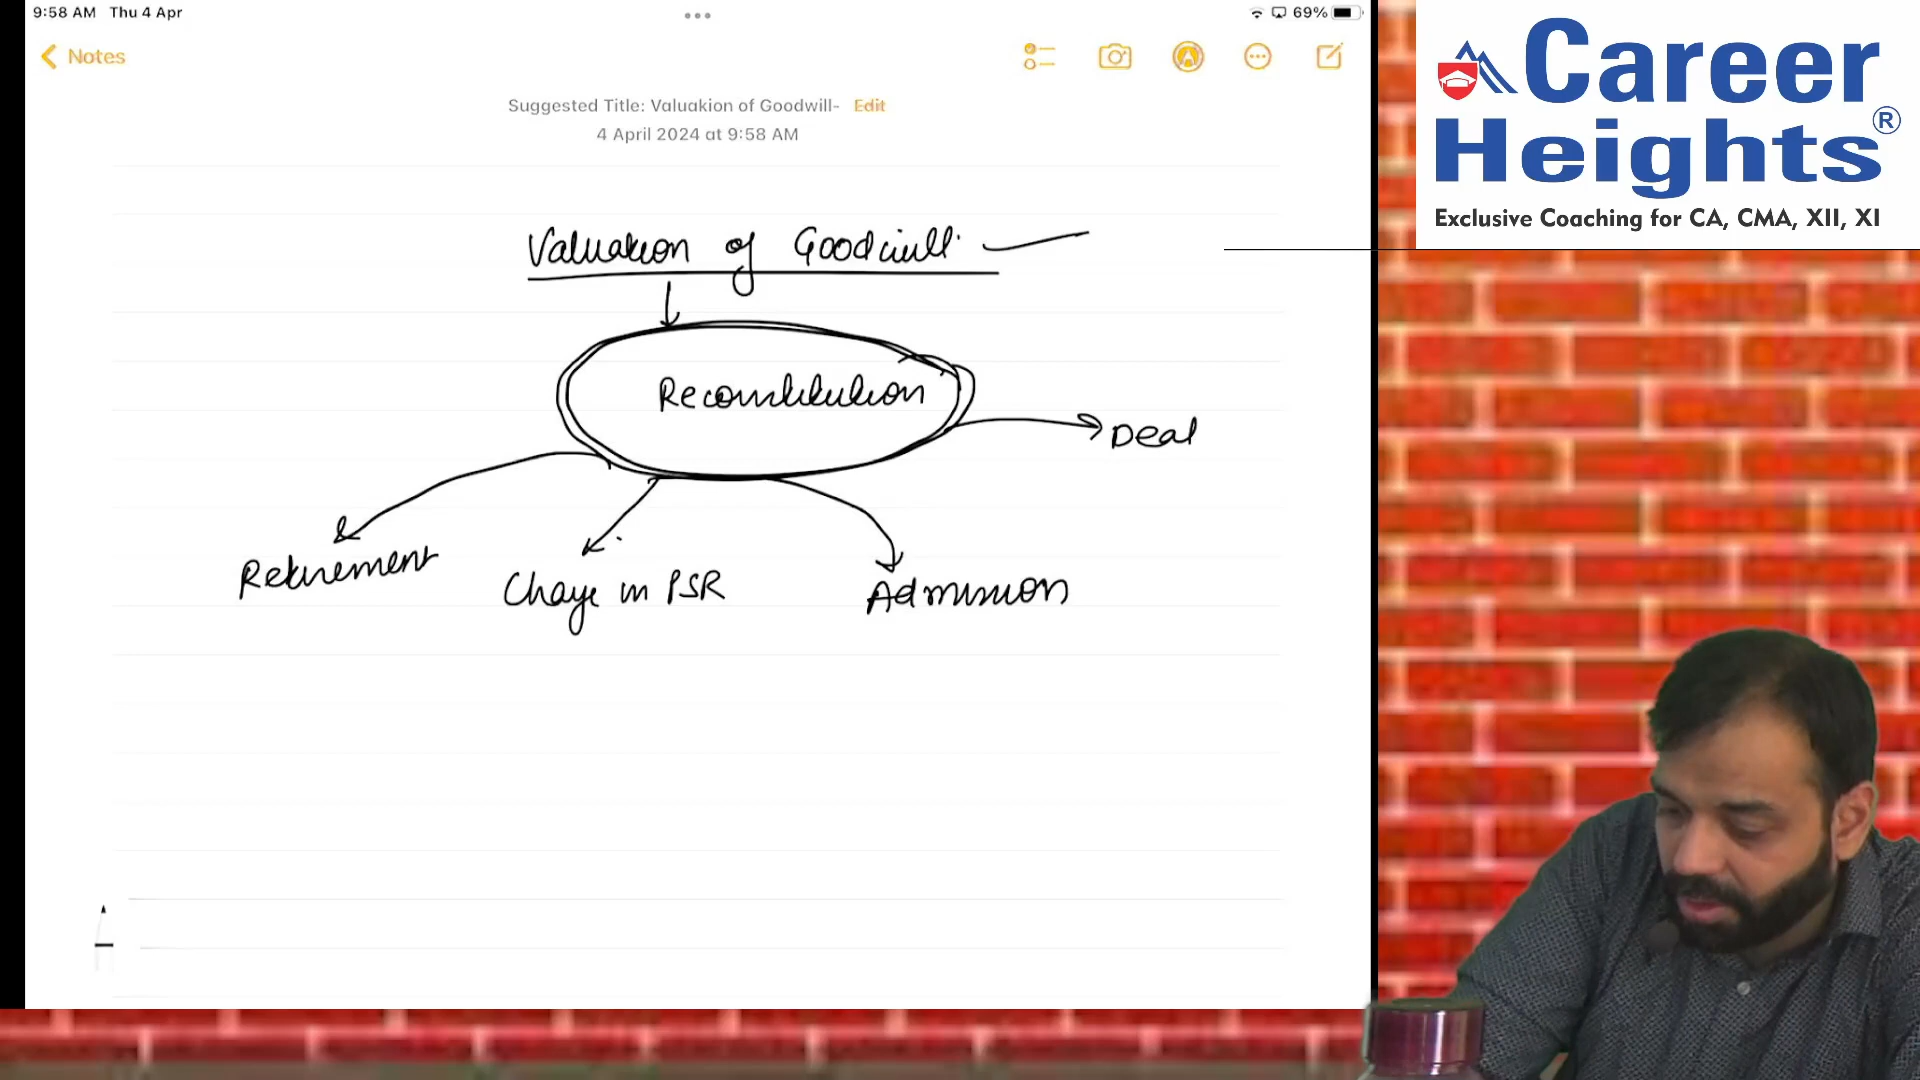 9:58 AM Thu 4 Apr
69%
Notes
Suggested Title: Valuakion of Goodwill- Edit
4 April 2024 at 9:58 AM
Valuation of Goodwill
Reconstitution
Deat
Retirement
Change in PSR
Admission
Career
Heights®
Exclusive Coaching for CA, CMA, XII, XI